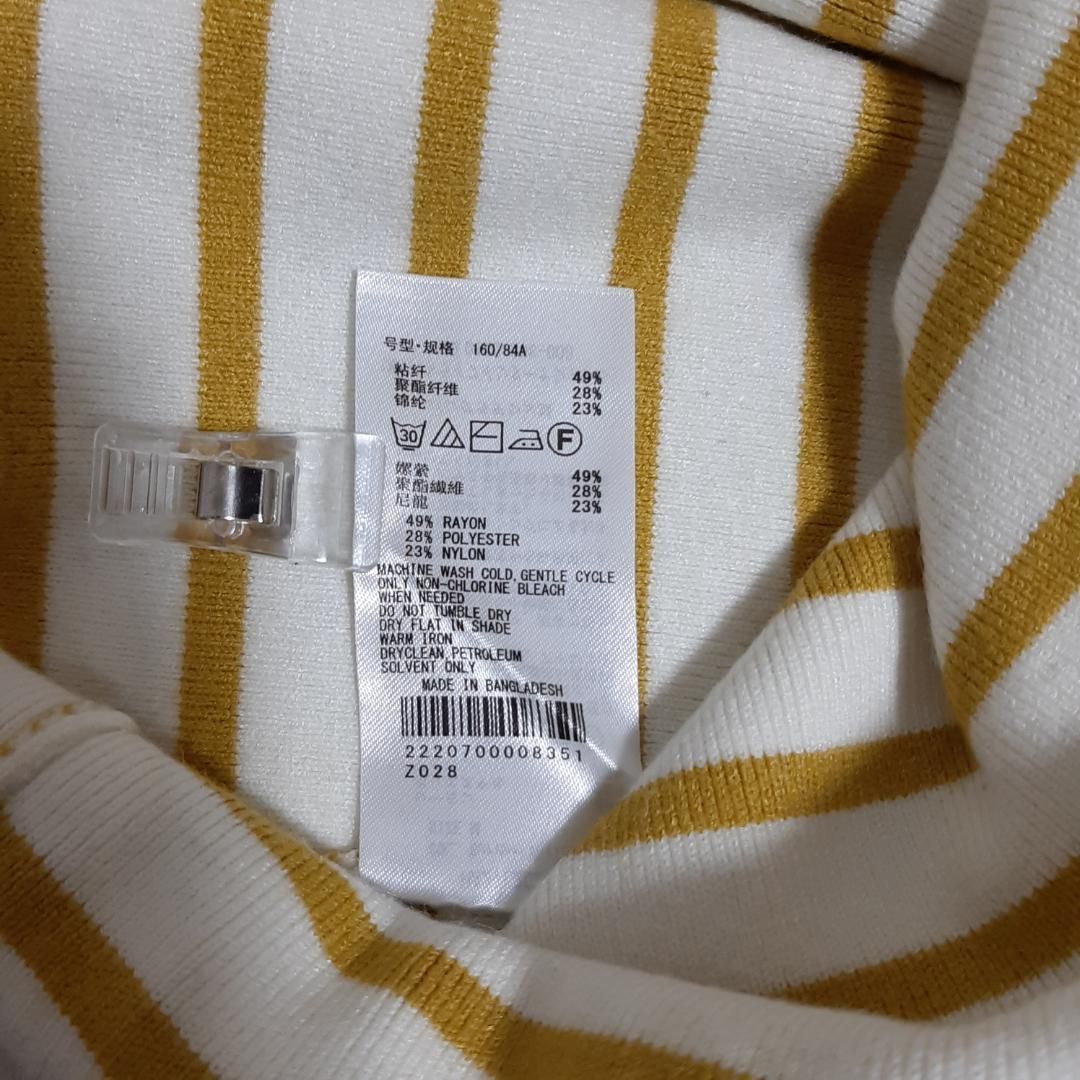 号型·规格 160/84A
粘纤 49%
聚酯纤维 28%
锦纶 23%
30 F
嫘縈 49%
聚酯纖維 28%
尼龍 23%
49% RAYON
28% POLYESTER
23% NYLON
MACHINE WASH COLD, GENTLE CYCLE
ONLY NON-CHLORINE BLEACH
WHEN NEEDED
DO NOT TUMBLE DRY
DRY FLAT IN SHADE
WARM IRON
DRYCLEAN, PETROLEUM
SOLVENT ONLY
MADE IN BANGLADESH
2220700008351
Z028